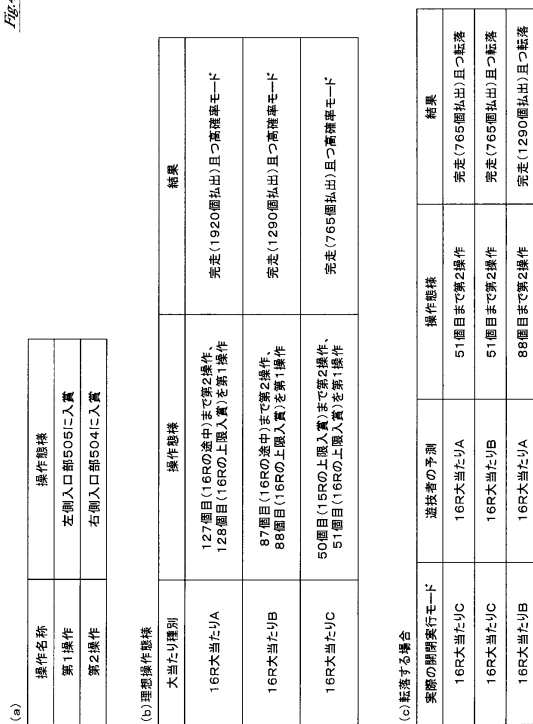 Fig.
(a)
操作名称 操作態様
第1操作 左側入口部505に入賞
第2操作 右側入口部504に入賞
(b)理想操作態様
大当たり種別 操作態様 結果
16R大当たりA 127個目(16Rの途中)まで第2操作、 完走(1920個払出)且つ高確率モード
128個目(16Rの上限入賞)を第1操作
16R大当たりB 87個目(16Rの途中)まで第2操作、 完走(1290個払出)且つ高確率モード
88個目(16Rの上限入賞)を第1操作
16R大当たりC 50個目(15Rの上限入賞)まで第2操作、 完走(765個払出)且つ高確率モード
51個目(16Rの上限入賞)を第1操作
(c)転落する場合
実際の開閉実行モード 遊技者の予測 操作態様 結果
16R大当たりC 16R大当たりA 51個目まで第2操作 完走(765個払出)且つ転落
16R大当たりC 16R大当たりB 51個目まで第2操作 完走(765個払出)且つ転落
16R大当たりB 16R大当たりA 88個目まで第2操作 完走(1290個払出)且つ転落